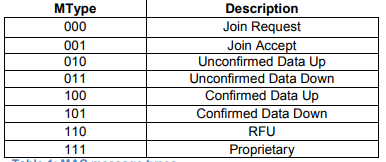 MType Description
000 Join Request
001 Join Accept
010 Unconfirmed Data Up
011 Unconfirmed Data Down
100 Confirmed Data Up
101 Confirmed Data Down
110 RFU
111 Proprietary
Table 1: MAC message types